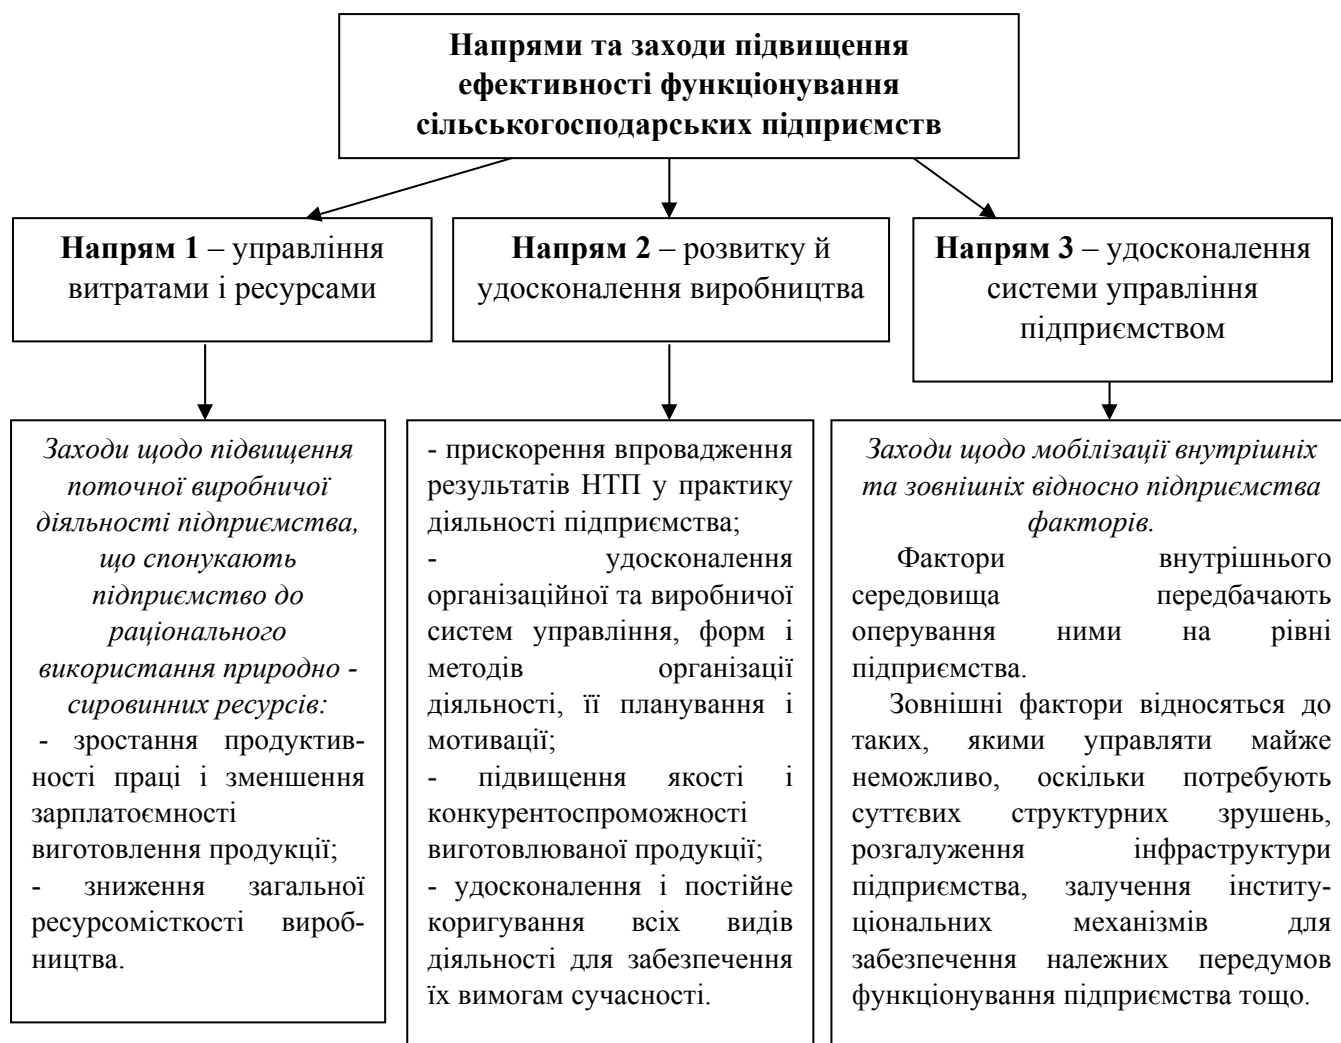 Напрями та заходи підвищення
ефективності функціонування
сільськогосподарських підприємств
Напрям 1 – управління
витратами і ресурсами
Напрям 2 – розвитку й
удосконалення виробництва
Напрям 3 – удосконалення
системи управління
підприємством
Заходи щодо підвищення
поточної виробничої
діяльності підприємства,
що спонукають
підприємство до
раціонального
використання природно -
сировинних ресурсів:
- зростання продуктив-
ності праці і зменшення
зарплатоємності
виготовлення продукції;
- зниження загальної
ресурсомісткості вироб-
ництва.
- прискорення впровадження
результатів НТП у практику
діяльності підприємства;
- удосконалення
організаційної та виробничої
систем управління, форм і
методів організації
діяльності, її планування і
мотивації;
- підвищення якості і
конкурентоспроможності
виготовлюваної продукції;
- удосконалення і постійне
коригування всіх видів
діяльності для забезпечення
їх вимогам сучасності.
Заходи щодо мобілізації внутрішніх
та зовнішніх відносно підприємства
факторів.
Фактори внутрішнього
середовища передбачають
оперування ними на рівні
підприємства.
Зовнішні фактори відносяться до
таких, якими управляти майже
неможливо, оскільки потребують
суттєвих структурних зрушень,
розгалуження інфраструктури
підприємства, залучення інститу-
ціональних механізмів для
забезпечення належних передумов
функціонування підприємства тощо.